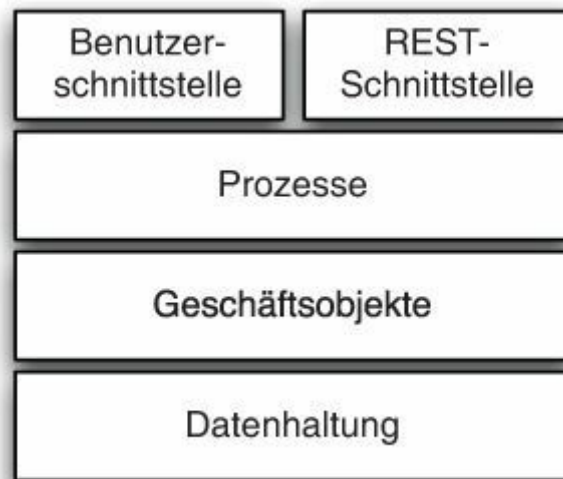 Benutzer-
schnittstelle
REST-
Schnittstelle
Prozesse
Geschäftsobjekte
Datenhaltung